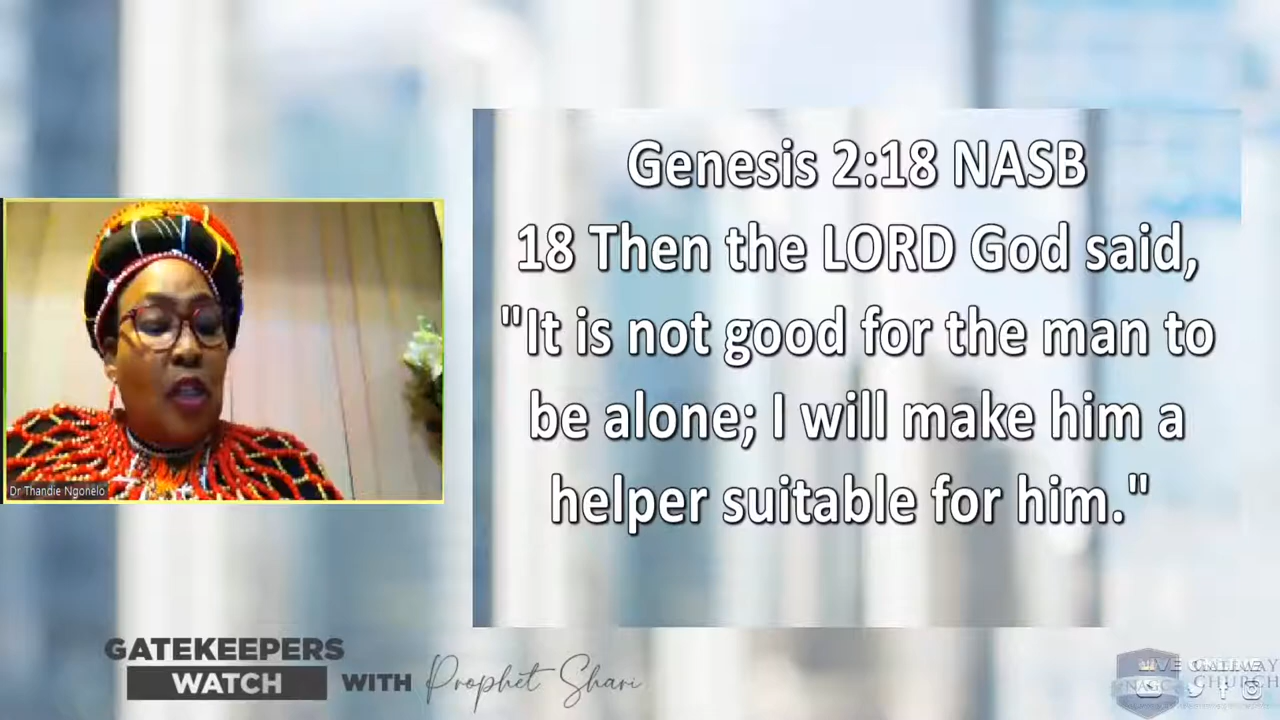 Genesis 2:18 NASB
18 Then the LORD God said,
"It is not good for the man to
be alone; I will make him a
helper suitable for him."
Dr Thandie Ngonelo
GATEKEEPERS
WATCH WITH Prophet Shari
CHURCH